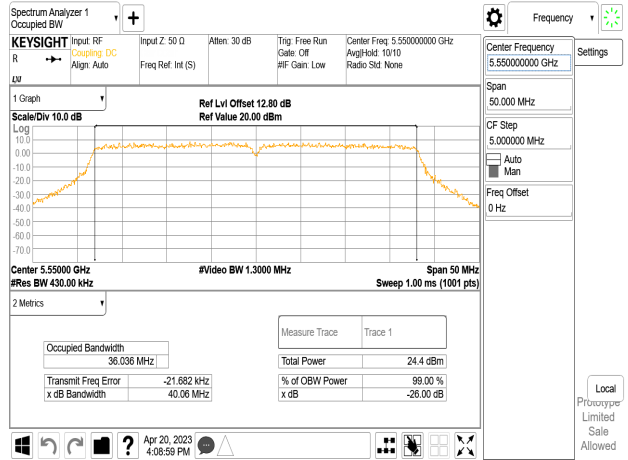 Spectrum Analyzer 1
Occupied BW
Frequency
KEYSIGHT
R
Input: RF
Coupling: DC
Align: Auto
Input Z: 50 Ω
Freq Ref: Int (S)
Atten: 30 dB
Trig: Free Run
Gate: Off
#IF Gain: Low
Center Freq: 5.550000000 GHz
Avg|Hold: 10/10
Radio Std: None
Center Frequency
5.550000000 GHz
Settings
Span
50.000 MHz
CF Step
5.000000 MHz
Auto
Man
Freq Offset
0 Hz
1 Graph
Scale/Div 10.0 dB
Ref Lvl Offset 12.80 dB
Ref Value 20.00 dBm
Log
10.0
0.00
-10.0
-20.0
-30.0
-40.0
-50.0
-60.0
-70.0
Center 5.55000 GHz
#Res BW 430.00 kHz
#Video BW 1.3000 MHz
Span 50 MHz
Sweep 1.00 ms (1001 pts)
2 Metrics
Measure Trace
Trace 1
Occupied Bandwidth
36.036 MHz
Total Power
24.4 dBm
Transmit Freq Error
-21.682 kHz
% of OBW Power
99.00 %
x dB Bandwidth
40.06 MHz
x dB
-26.00 dB
Local
Prototype
Limited
Sale
Allowed
Apr 20, 2023
4:08:59 PM